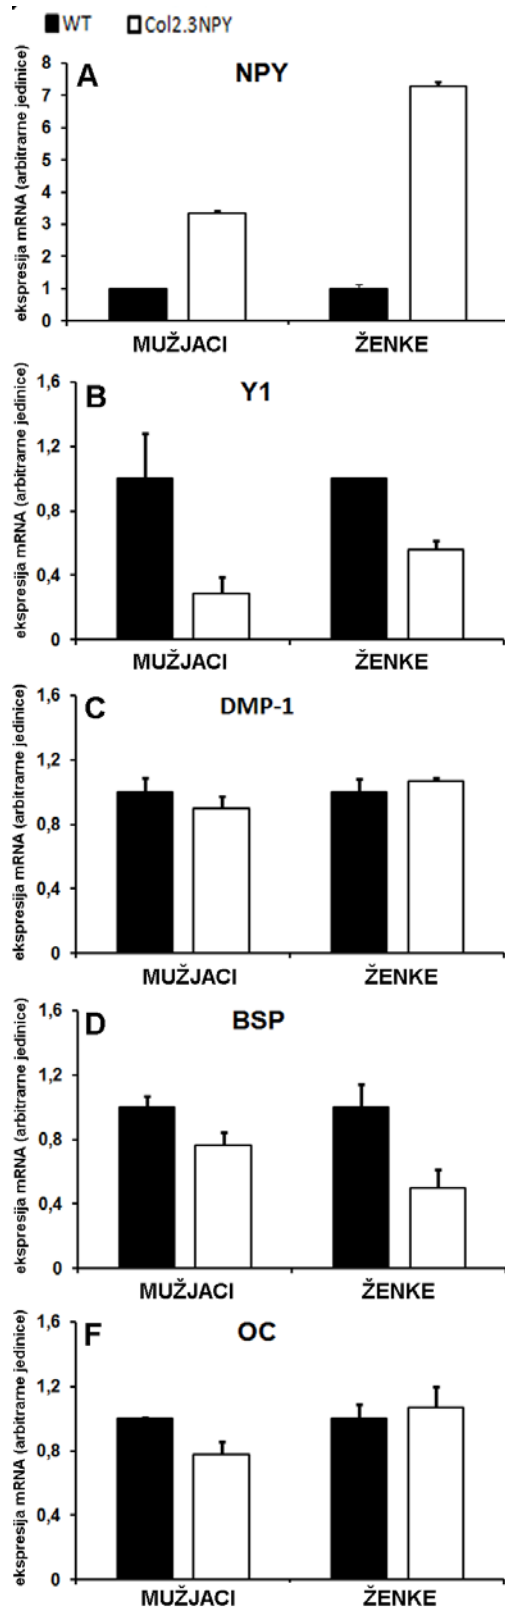 WT Col2.3NPY
A NPY
ekspresija mRNA (arbitrarne jedinice)
8
7
6
5
4
3
2
1
0
MUŽJACI ŽENKE
B Y1
ekspresija mRNA (arbitrarne jedinice)
1,6
1,2
0,8
0,4
0
MUŽJACI ŽENKE
C DMP-1
ekspresija mRNA (arbitrarne jedinice)
1,6
1,2
0,8
0,4
0
MUŽJACI ŽENKE
D BSP
ekspresija mRNA (arbitrarne jedinice)
1,6
1,2
0,8
0,4
0
MUŽJACI ŽENKE
F OC
ekspresija mRNA (arbitrarne jedinice)
1,6
1,2
0,8
0,4
0
MUŽJACI ŽENKE